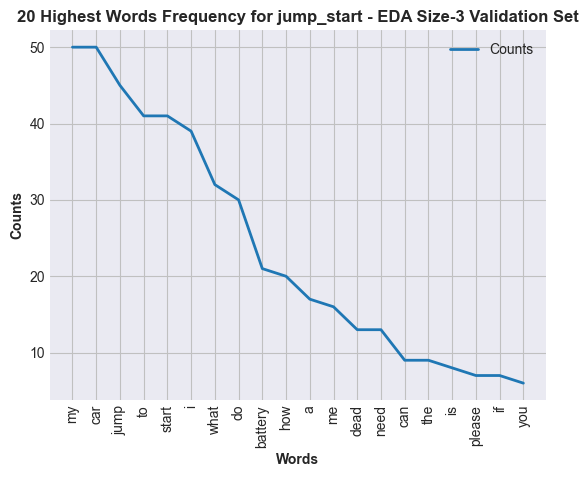 20 Highest Words Frequency for jump_start - EDA Size-3 Validation Set
Counts
50
40
30
20
10
Counts
my
car
jump
to
start
i
what
do
battery
how
a
me
dead
need
can
the
is
please
if
you
Words